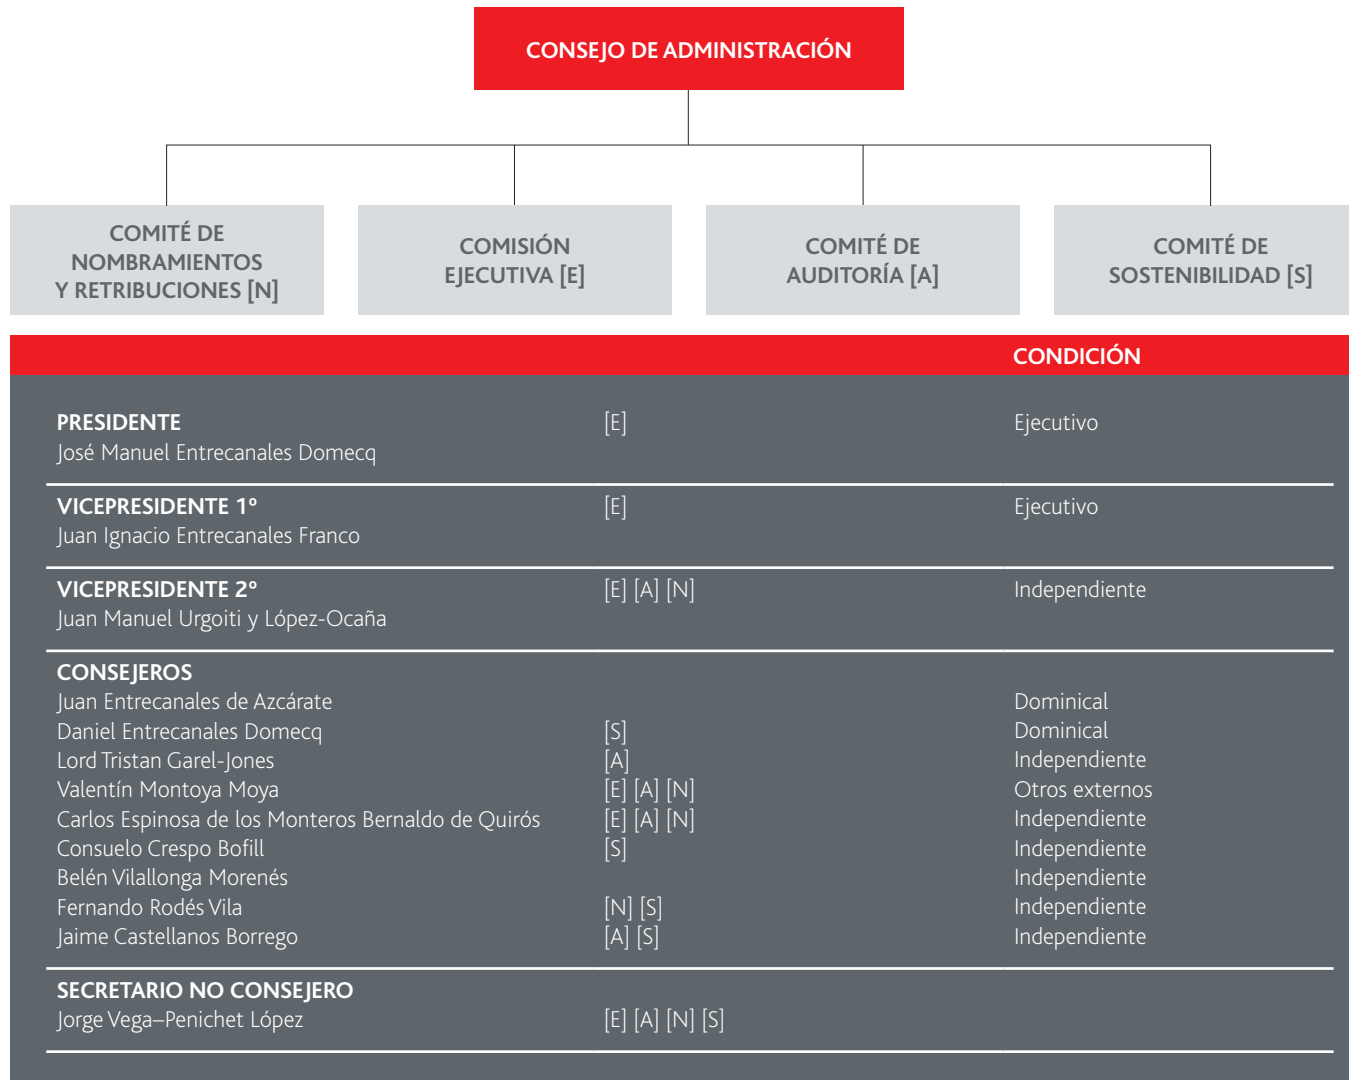 CONSEJO DE ADMINISTRACIÓN
COMITÉ DE
NOMBRAMIENTOS
Y RETRIBUCIONES [N]
COMISIÓN
EJECUTIVA [E]
COMITÉ DE
AUDITORÍA [A]
COMITÉ DE
SOSTENIBILIDAD [S]
CONDICIÓN
PRESIDENTE [E] Ejecutivo
José Manuel Entrecanales Domecq
VICEPRESIDENTE 1º [E] Ejecutivo
Juan Ignacio Entrecanales Franco
VICEPRESIDENTE 2º [E] [A] [N] Independiente
Juan Manuel Urgoiti y López-Ocaña
CONSEJEROS
Juan Entrecanales de Azcárate Dominical
Daniel Entrecanales Domecq [S] Dominical
Lord Tristan Garel-Jones [A] Independiente
Valentín Montoya Moya [E] [A] [N] Otros externos
Carlos Espinosa de los Monteros Bernaldo de Quirós [E] [A] [N] Independiente
Consuelo Crespo Bofill [S] Independiente
Belén Vilallonga Morenés Independiente
Fernando Rodés Vila [N] [S] Independiente
Jaime Castellanos Borrego [A] [S] Independiente
SECRETARIO NO CONSEJERO
Jorge Vega–Penichet López [E] [A] [N] [S]